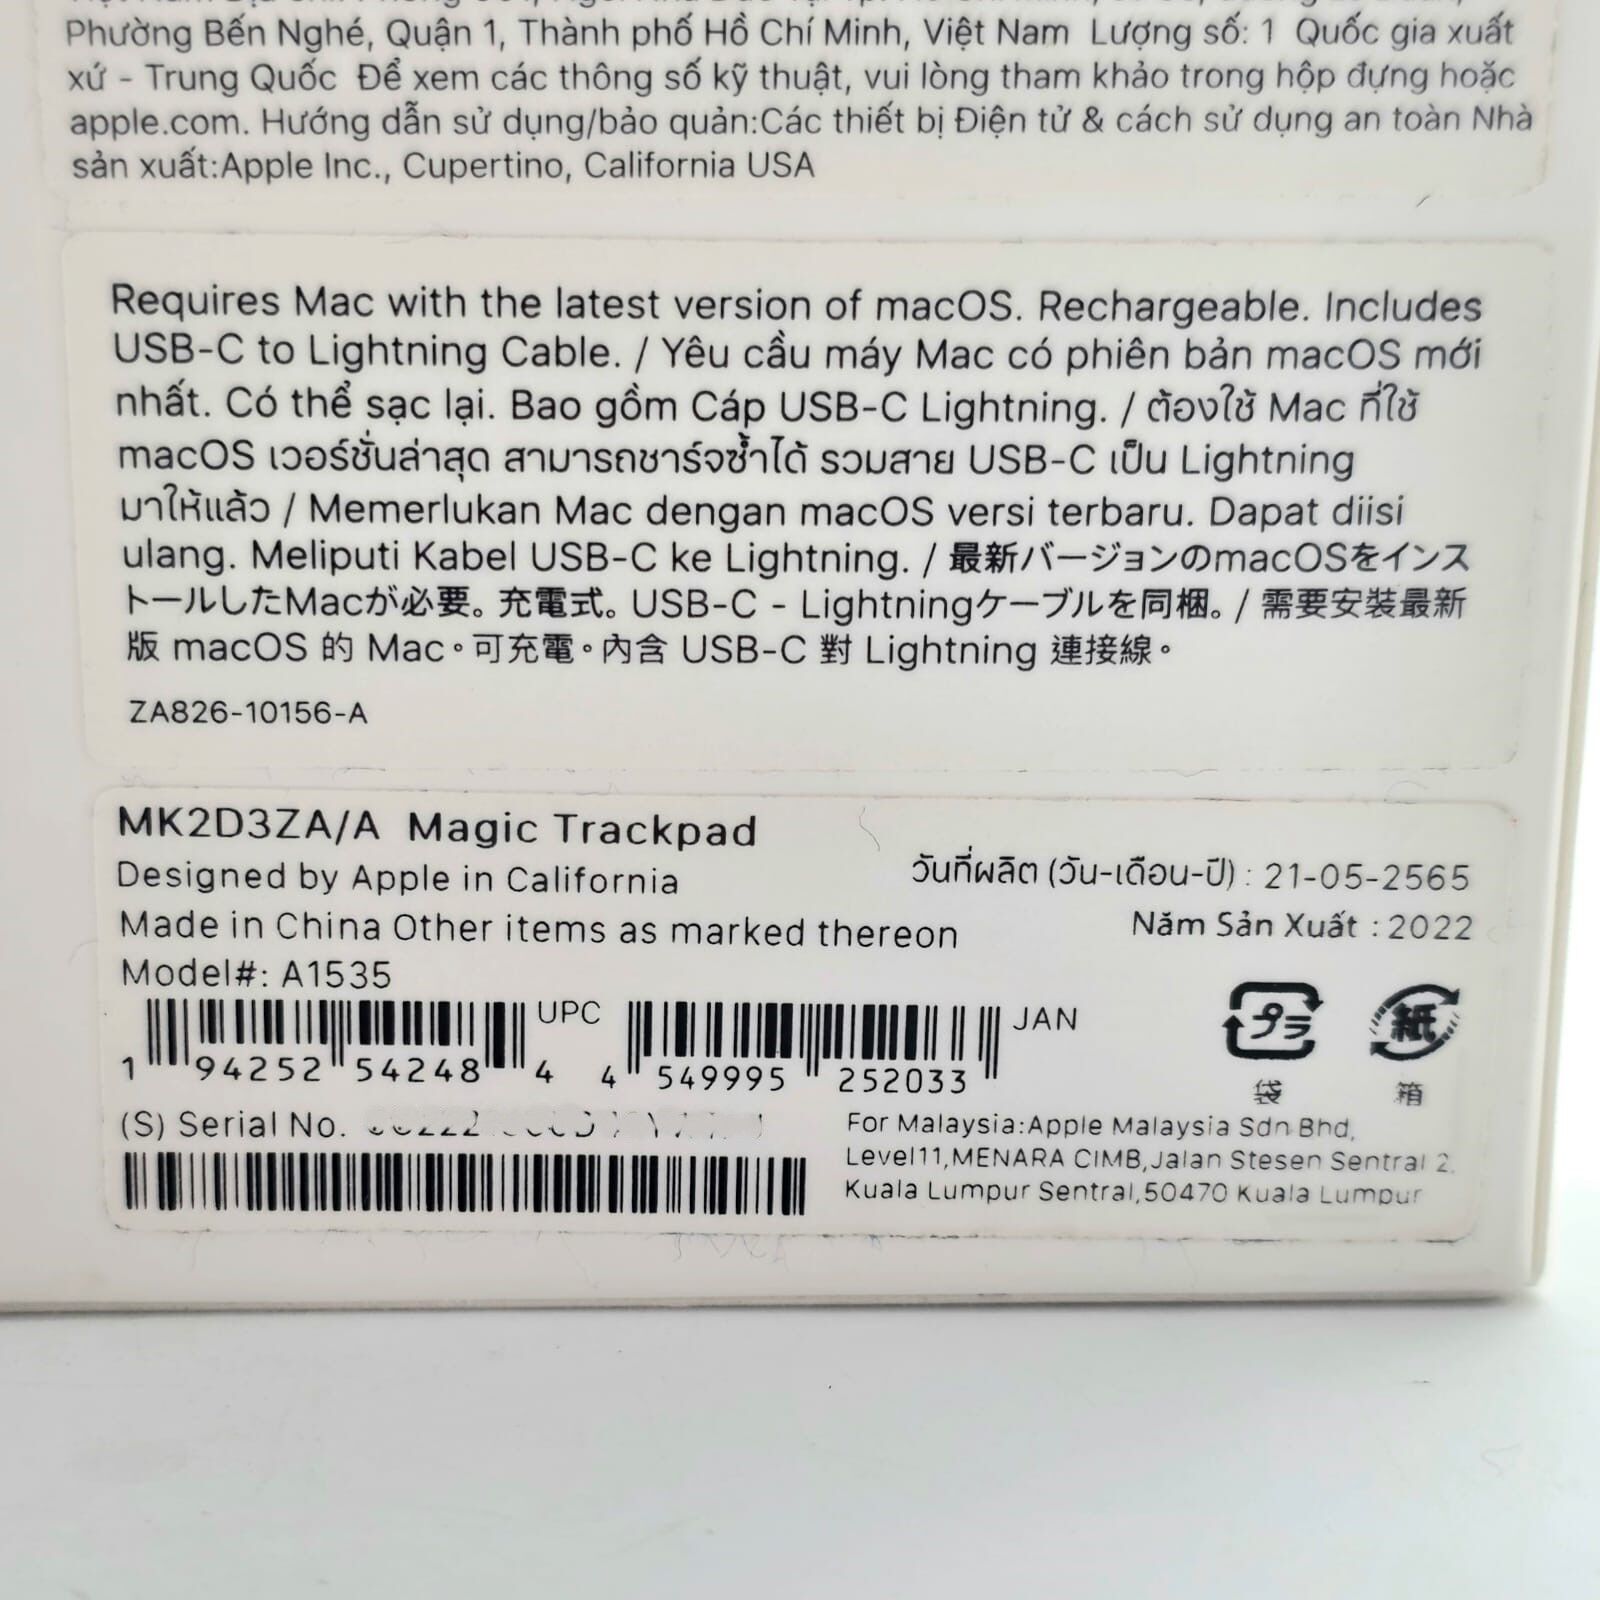 Phường Bến Nghé, Quận 1, Thành phố Hồ Chí Minh, Việt Nam Lượng số: 1 Quốc gia xuất
xứ - Trung Quốc Để xem các thông số kỹ thuật, vui lòng tham khảo trong hộp đựng hoặc
apple.com. Hướng dẫn sử dụng/bảo quản:Các thiết bị Điện tử & cách sử dụng an toàn Nhà
sản xuất:Apple Inc., Cupertino, California USA
Requires Mac with the latest version of macOS. Rechargeable. Includes
USB-C to Lightning Cable. / Yêu cầu máy Mac có phiên bản macOS mới
nhất. Có thể sạc lại. Bao gồm Cáp USB-C Lightning. / ต้องใช้ Mac ที่ใช้
macOS เวอร์ชั่นล่าสุด สามารถชาร์จซ้ำได้ รวมสาย USB-C เป็น Lightning
มาให้แล้ว / Memerlukan Mac dengan macOS versi terbaru. Dapat diisi
ulang. Meliputi Kabel USB-C ke Lightning. / 最新バージョンのmacOSをインス
トールしたMacが必要。充電式。USB-C - Lightningケーブルを同梱。/ 需要安裝最新
版 macOS 的 Mac。可充電。內含 USB-C 對 Lightning 連接線。
ZA826-10156-A
MK2D3ZA/A Magic Trackpad
Designed by Apple in California
วันที่ผลิต (วัน-เดือน-ปี) : 21-05-2565
Made in China Other items as marked thereon
Năm Sản Xuất : 2022
Model#: A1535
UPC
JAN
プラ
紙
1 94252 54248 4
4 549995 252033
袋
箱
(S) Serial No.
For Malaysia:Apple Malaysia Sdn Bhd,
Level11,MENARA CIMB,Jalan Stesen Sentral 2,
Kuala Lumpur Sentral,50470 Kuala Lumpur